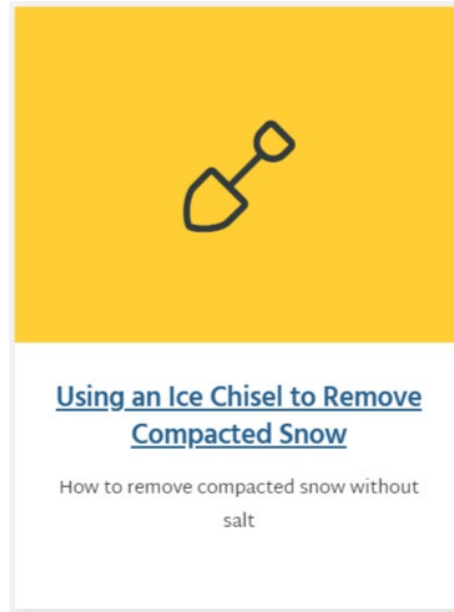 Using an Ice Chisel to Remove
Compacted Snow
How to remove compacted snow without
salt